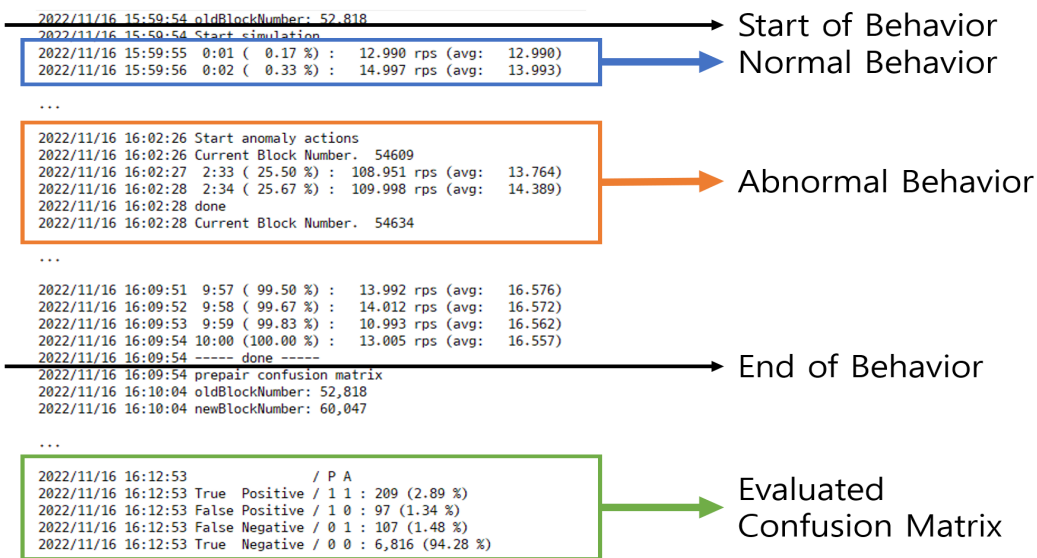 2022/11/16 15:59:54 oldBlockNumber: 52,818
Start of Behavior
2022/11/16 15:59:54 Start simulation
2022/11/16 15:59:55  0:01 (  0.17 %) :   12.990 rps (avg:   12.990)
2022/11/16 15:59:56  0:02 (  0.33 %) :   14.997 rps (avg:   13.993)
Normal Behavior
...
2022/11/16 16:02:26 Start anomaly actions
2022/11/16 16:02:26 Current Block Number.  54609
2022/11/16 16:02:27  2:33 ( 25.50 %) :  108.951 rps (avg:   13.764)
2022/11/16 16:02:28  2:34 ( 25.67 %) :  109.998 rps (avg:   14.389)
2022/11/16 16:02:28 done
2022/11/16 16:02:28 Current Block Number.  54634
Abnormal Behavior
...
2022/11/16 16:09:51  9:57 ( 99.50 %) :   13.992 rps (avg:   16.576)
2022/11/16 16:09:52  9:58 ( 99.67 %) :   14.012 rps (avg:   16.572)
2022/11/16 16:09:53  9:59 ( 99.83 %) :   10.993 rps (avg:   16.562)
2022/11/16 16:09:54 10:00 (100.00 %) :   13.005 rps (avg:   16.557)
2022/11/16 16:09:54 ----- done -----
End of Behavior
2022/11/16 16:09:54 prepair confusion matrix
2022/11/16 16:10:04 oldBlockNumber: 52,818
2022/11/16 16:10:04 newBlockNumber: 60,047
...
2022/11/16 16:12:53                / P A
2022/11/16 16:12:53 True  Positive / 1 1 : 209 (2.89 %)
2022/11/16 16:12:53 False Positive / 1 0 : 97 (1.34 %)
2022/11/16 16:12:53 False Negative / 0 1 : 107 (1.48 %)
2022/11/16 16:12:53 True  Negative / 0 0 : 6,816 (94.28 %)
Evaluated
Confusion Matrix